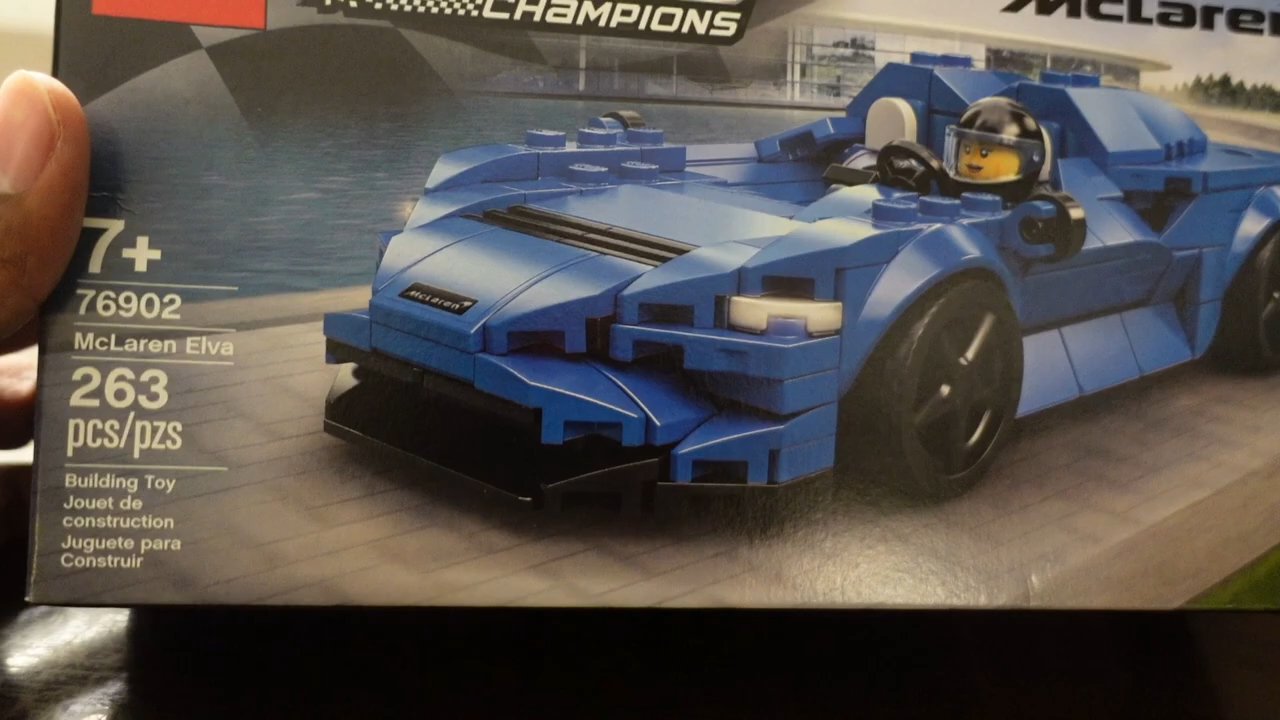 CHAMPIONS
McLaren
7+
76902
McLaren Elva
263
pcs/pzs
McLaren
Building Toy
Jouet de
construction
Juguete para
Construir